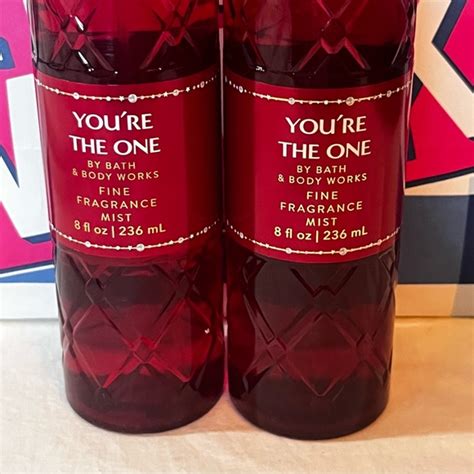 YOU'RE
THE ONE
BY BATH
& BODY WORKS
FINE
FRAGRANCE
MIST
8 fl oz | 236 mL
YOU'RE
THE ONE
BY BATH
& BODY WORKS
FINE
FRAGRANCE
MIST
8 fl oz | 236 mL